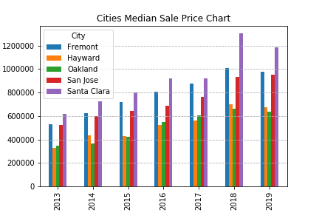 Cities Median Sale Price Chart
City
Fremont
Hayward
Oakland
San Jose
Santa Clara
1200000
1000000
800000
600000
400000
200000
0
2013 2014 2015 2016 2017 2018 2019